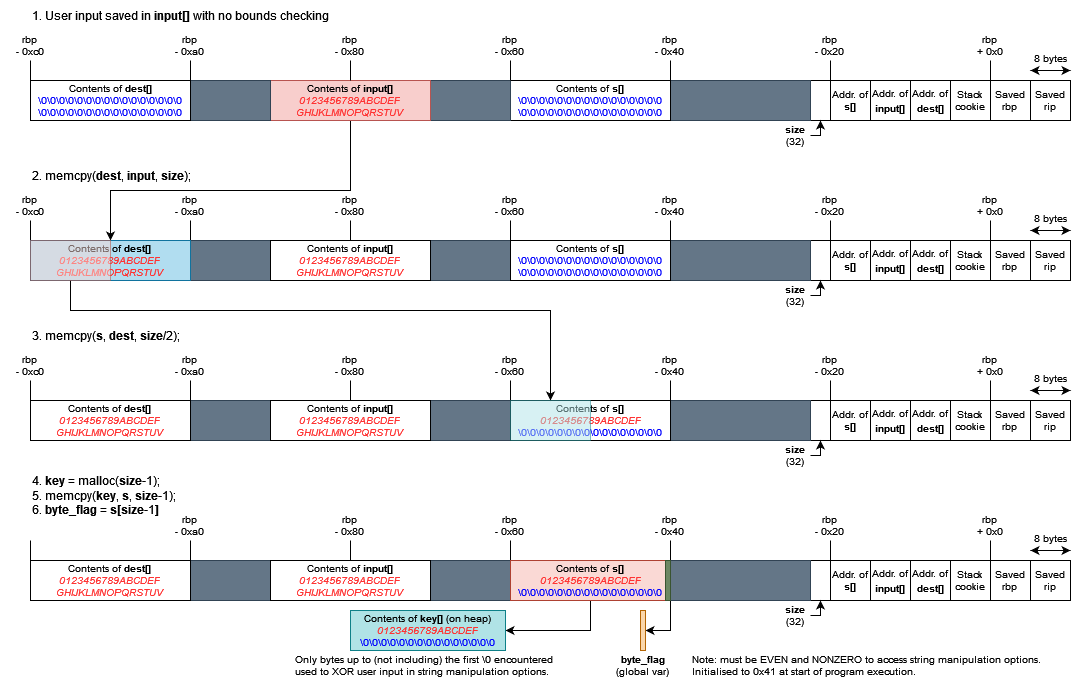 1. User input saved in input[] with no bounds checking
rbp - 0xc0
rbp - 0xa0
rbp - 0x80
rbp - 0x60
rbp - 0x40
rbp - 0x20
rbp + 0x0
8 bytes
Contents of dest[]
\0\0\0\0\0\0\0\0\0\0\0\0\0\0\0\0
\0\0\0\0\0\0\0\0\0\0\0\0\0\0\0\0
Contents of input[]
0123456789ABCDEF
GHIJKLMNOPQRSTUV
Contents of s[]
\0\0\0\0\0\0\0\0\0\0\0\0\0\0\0\0
\0\0\0\0\0\0\0\0\0\0\0\0\0\0\0\0
Addr. of s[]
Addr. of input[]
Addr. of dest[]
Stack cookie
Saved rbp
Saved rip
size
(32)
2. memcpy(dest, input, size);
rbp - 0xc0
rbp - 0xa0
rbp - 0x80
rbp - 0x60
rbp - 0x40
rbp - 0x20
rbp + 0x0
8 bytes
Contents of dest[]
0123456789ABCDEF
GHIJKLMNOPQRSTUV
Contents of input[]
0123456789ABCDEF
GHIJKLMNOPQRSTUV
Contents of s[]
\0\0\0\0\0\0\0\0\0\0\0\0\0\0\0\0
\0\0\0\0\0\0\0\0\0\0\0\0\0\0\0\0
Addr. of s[]
Addr. of input[]
Addr. of dest[]
Stack cookie
Saved rbp
Saved rip
size
(32)
3. memcpy(s, dest, size/2);
rbp - 0xc0
rbp - 0xa0
rbp - 0x80
rbp - 0x60
rbp - 0x40
rbp - 0x20
rbp + 0x0
8 bytes
Contents of dest[]
0123456789ABCDEF
GHIJKLMNOPQRSTUV
Contents of input[]
0123456789ABCDEF
GHIJKLMNOPQRSTUV
Contents of s[]
0123456789ABCDEF
\0\0\0\0\0\0\0\0\0\0\0\0\0\0\0\0
Addr. of s[]
Addr. of input[]
Addr. of dest[]
Stack cookie
Saved rbp
Saved rip
size
(32)
4. key = malloc(size-1);
5. memcpy(key, s, size-1);
6. byte_flag = s[size-1]
rbp - 0xa0
rbp - 0x80
rbp - 0x60
rbp - 0x40
rbp - 0x20
rbp + 0x0
8 bytes
Contents of dest[]
0123456789ABCDEF
GHIJKLMNOPQRSTUV
Contents of input[]
0123456789ABCDEF
GHIJKLMNOPQRSTUV
Contents of s[]
0123456789ABCDEF
\0\0\0\0\0\0\0\0\0\0\0\0\0\0\0\0
Addr. of s[]
Addr. of input[]
Addr. of dest[]
Stack cookie
Saved rbp
Saved rip
size
(32)
Contents of key[] (on heap)
0123456789ABCDEF
\0\0\0\0\0\0\0\0\0\0\0\0\0\0\0
Only bytes up to (not including) the first \0 encountered
used to XOR user input in string manipulation options.
byte_flag
(global var)
Note: must be EVEN and NONZERO to access string manipulation options.
Initialised to 0x41 at start of program execution.